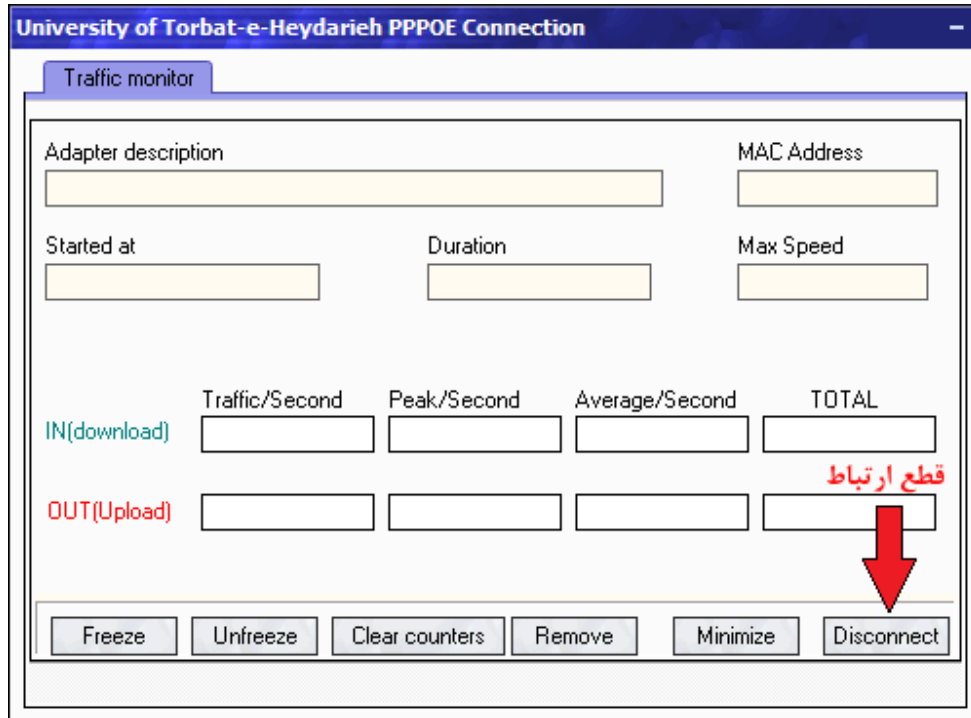 University of Torbat-e-Heydarieh PPPOE Connection
Traffic monitor
Adapter description MAC Address
Started at Duration Max Speed
Traffic/Second Peak/Second Average/Second TOTAL
IN(download)
قطع ارتباط
OUT(Upload)
Freeze Unfreeze Clear counters Remove Minimize Disconnect